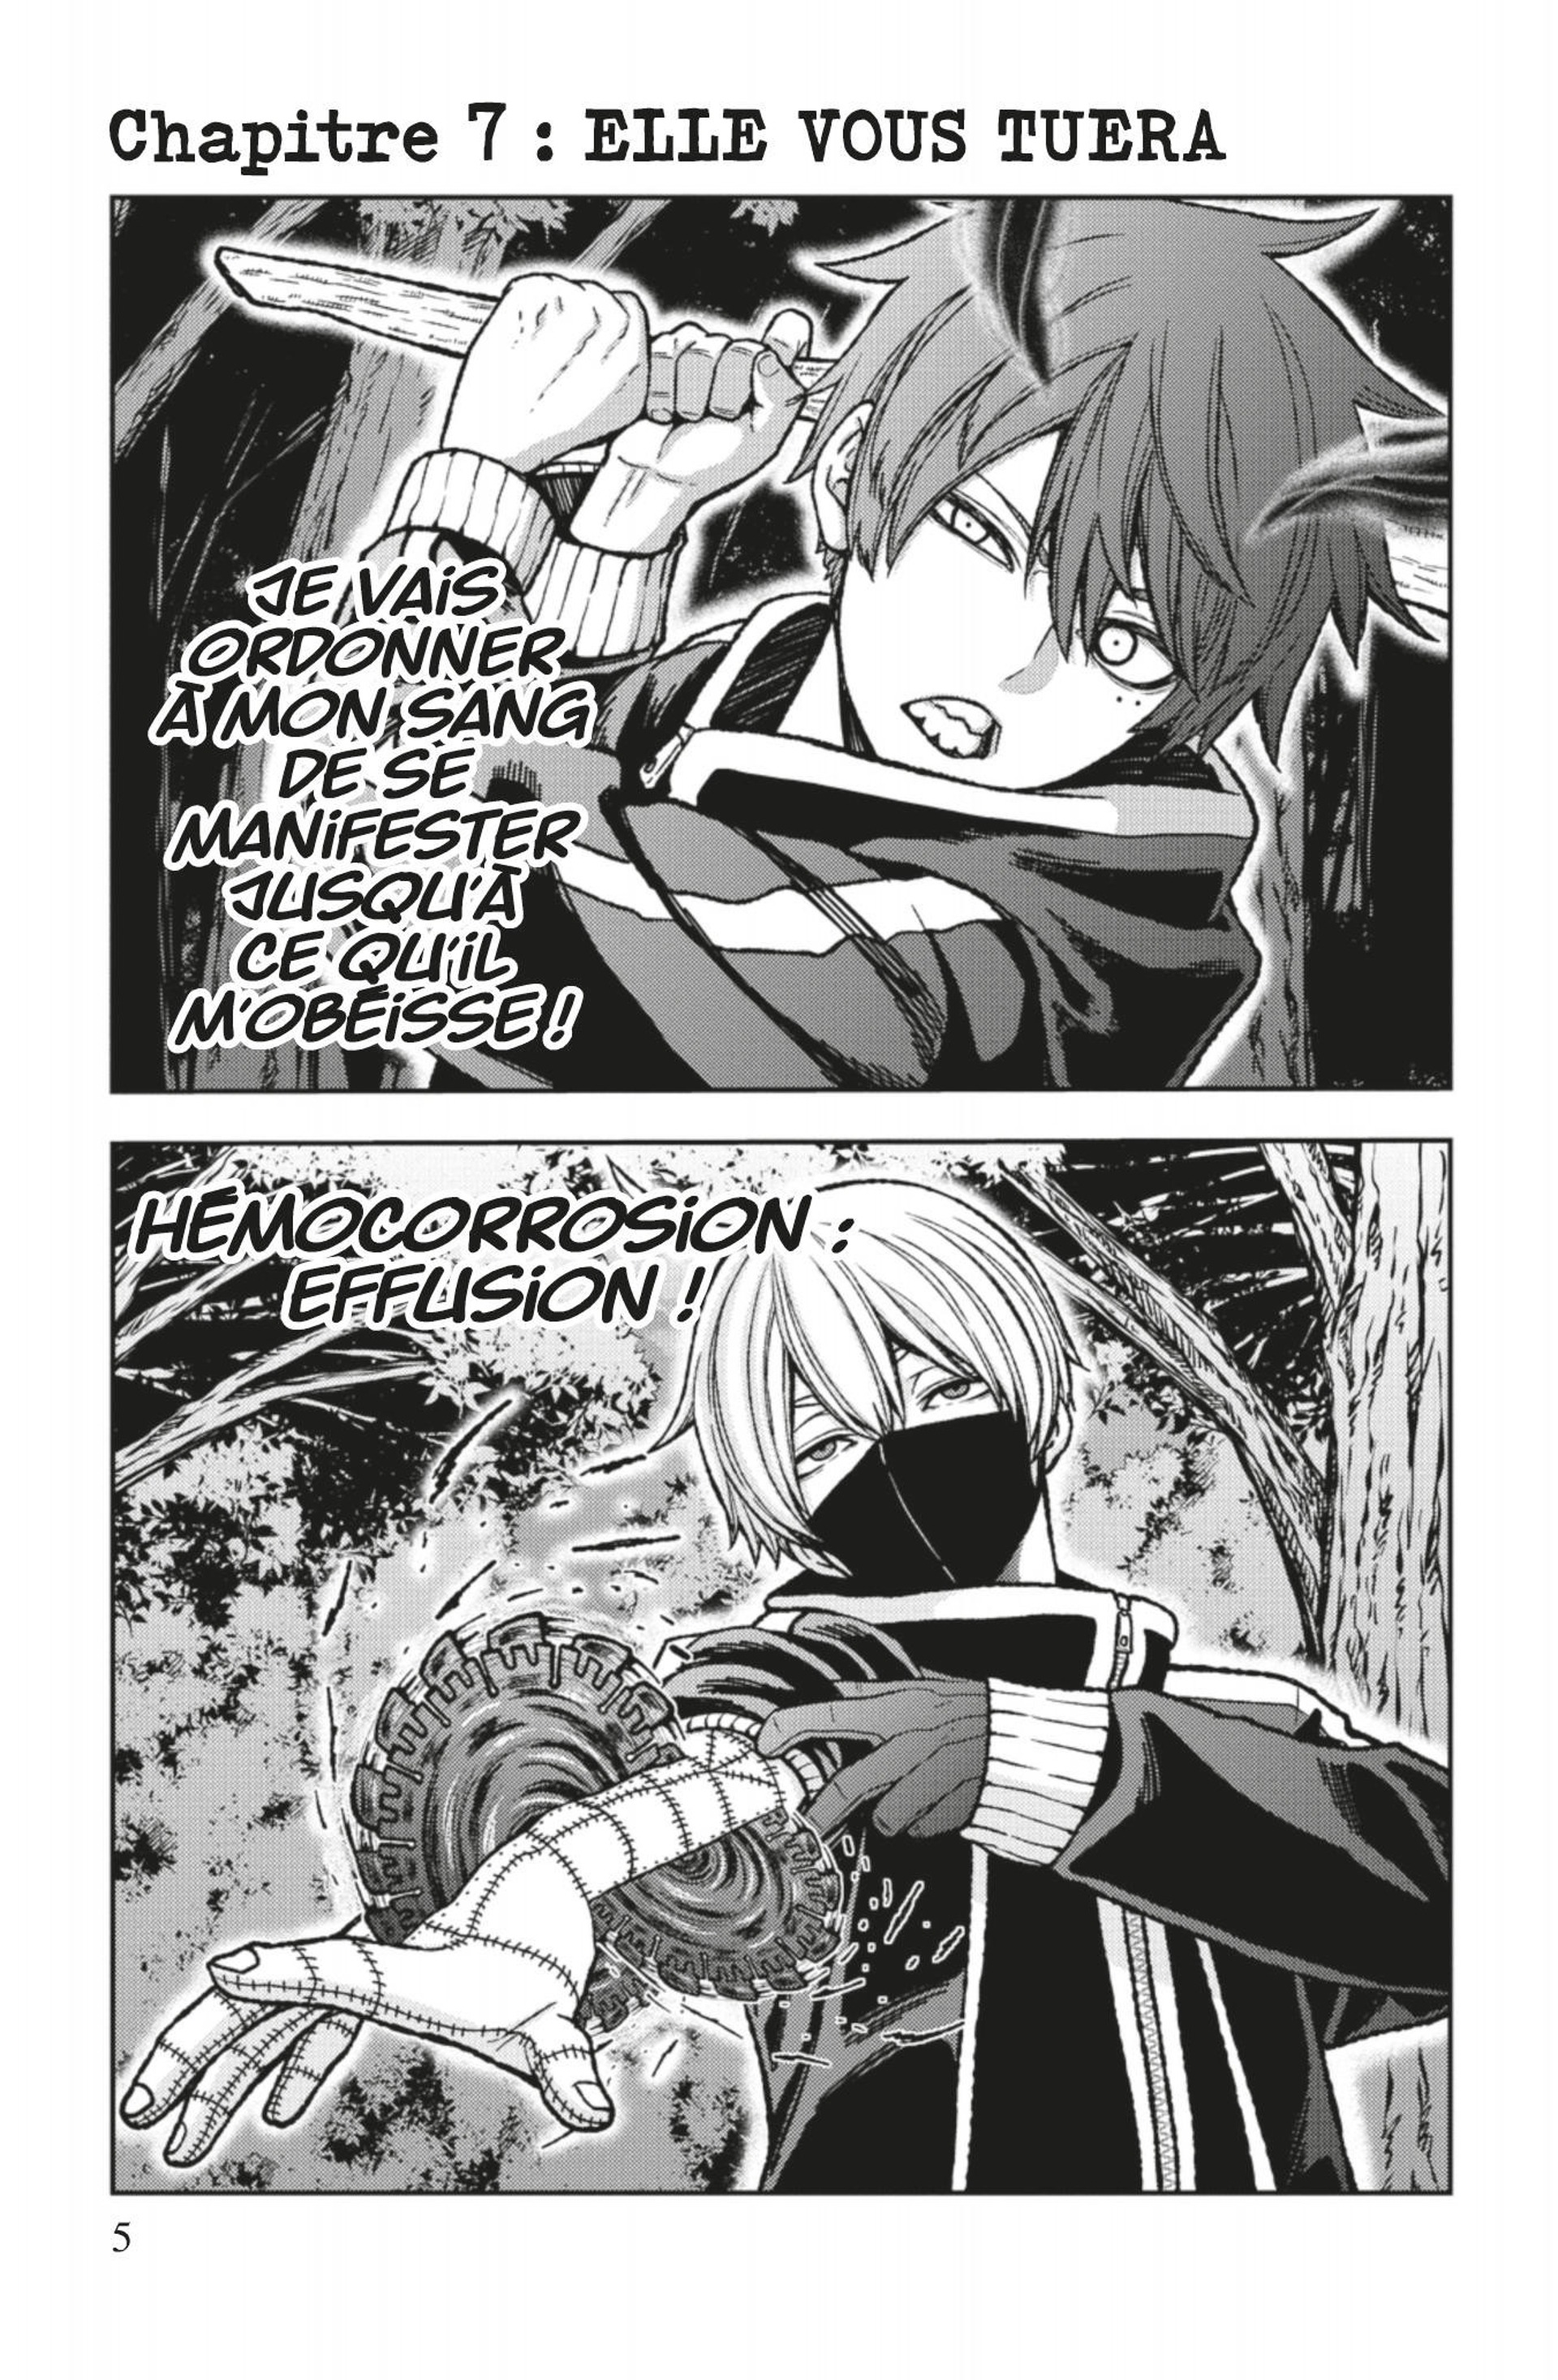 Chapitre 7 : ELLE VOUS TUERA
JE VAIS
ORDONNER
À MON SANG
DE SE
MANIFESTER
JUSQU'À
CE QU'IL
M'OBÉISSE !
HÉMOCORROSION :
EFFUSION !
5